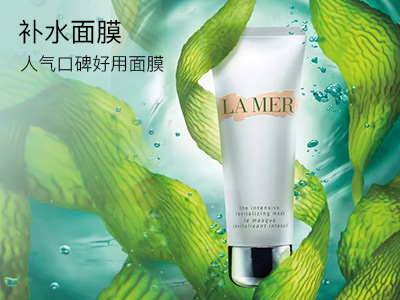 补水面膜
人气口碑好用面膜
LA MER
the intensive
revitalizing mask
le masque
revitalisant intensif